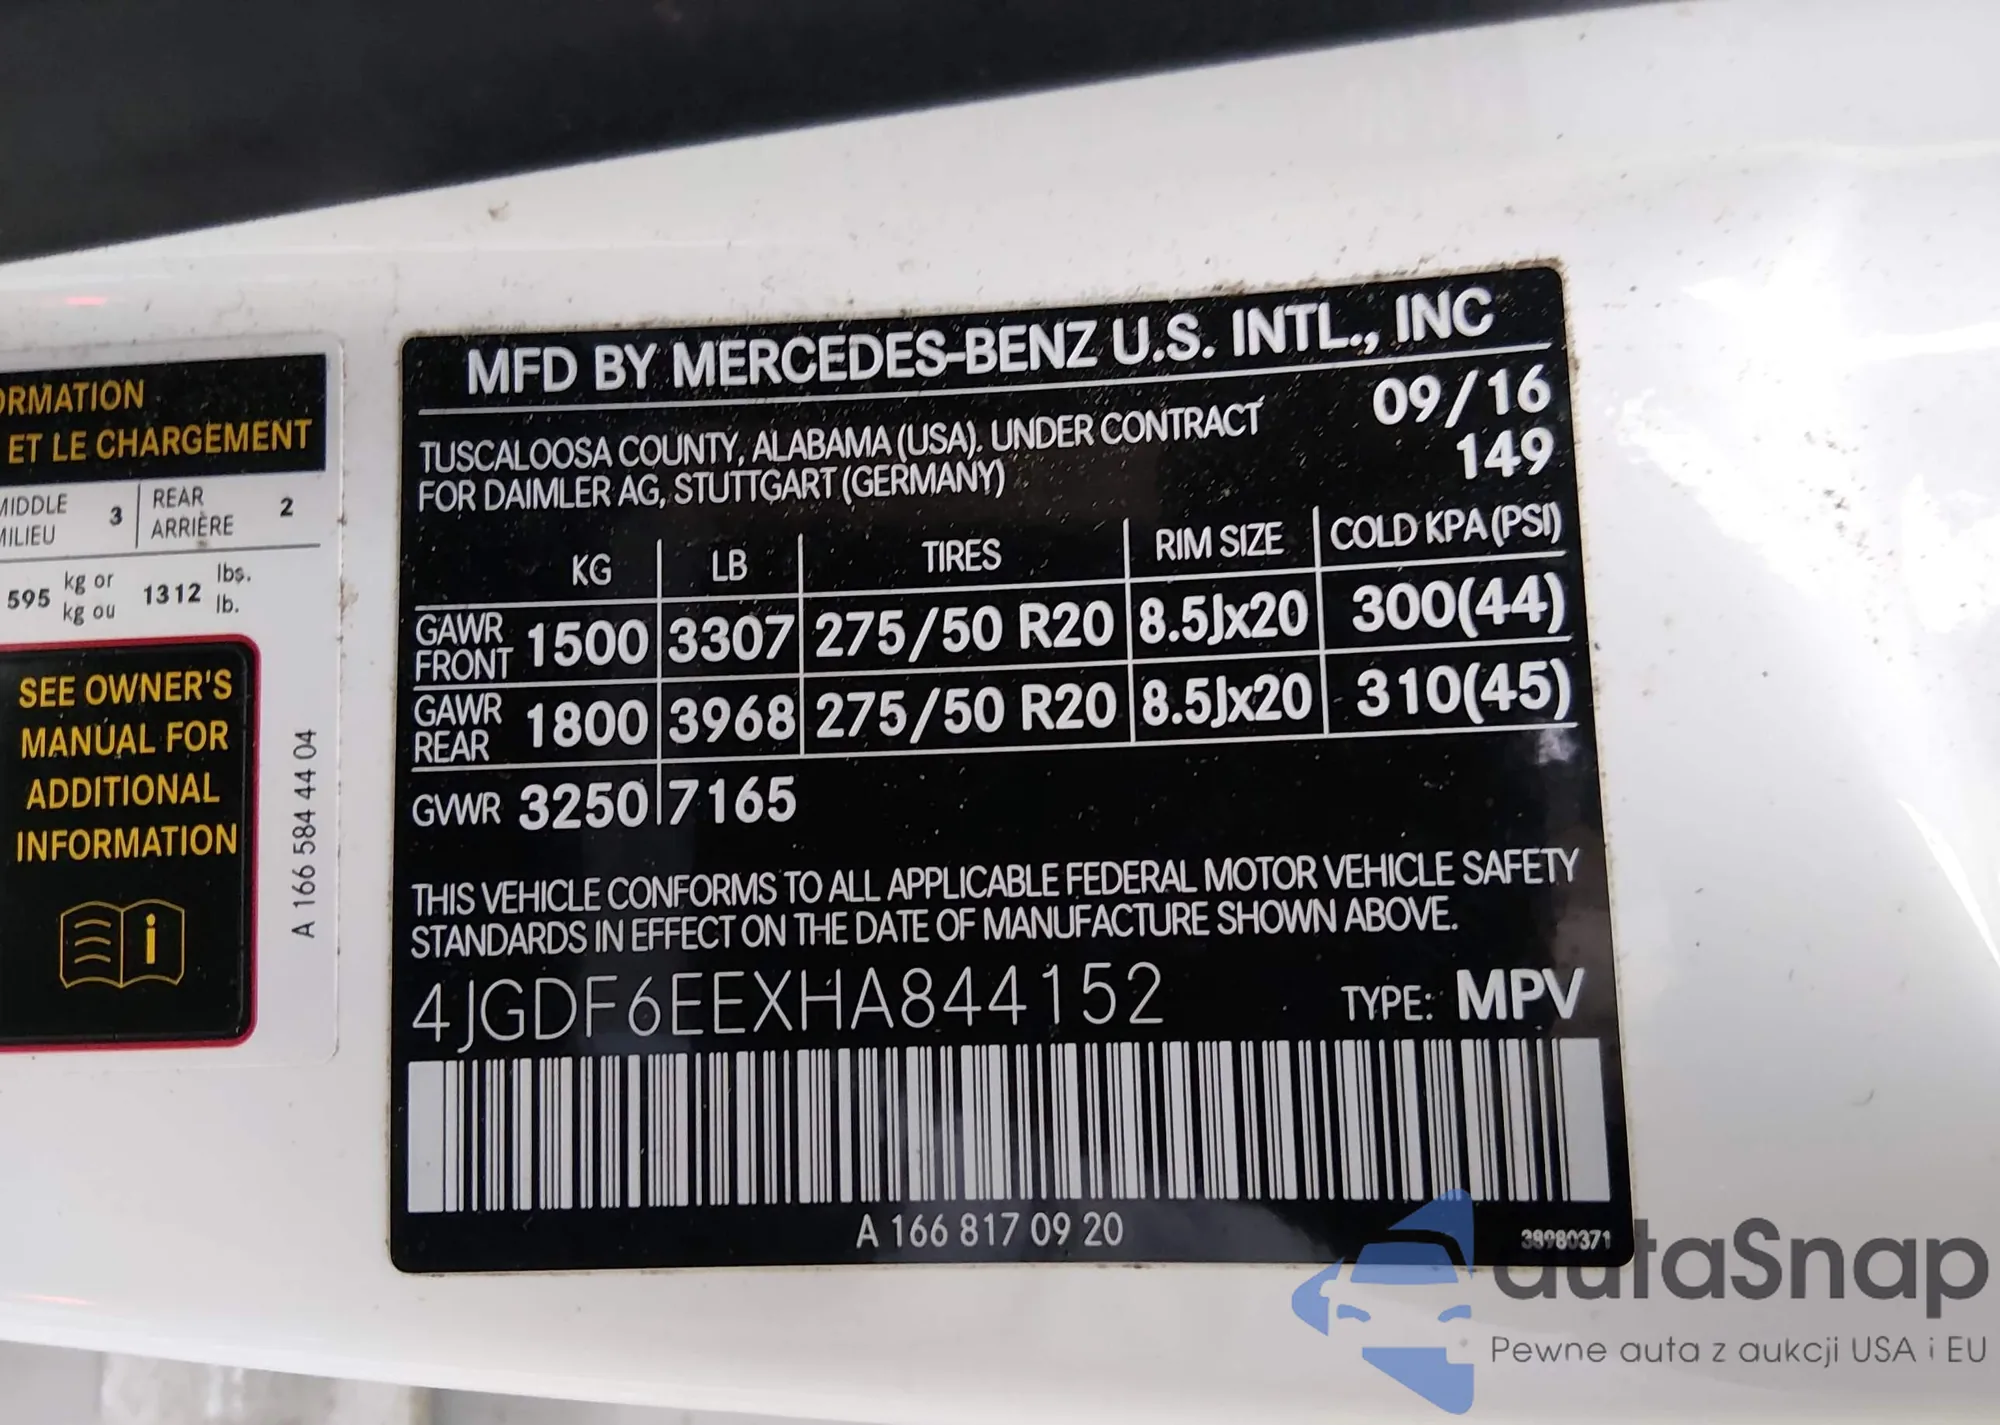 ORMATION
ET LE CHARGEMENT
MIDDLE
MILIEU
3
REAR
ARRIÈRE
2
595 kg or
kg ou
1312 lbs.
lb.
SEE OWNER'S
MANUAL FOR
ADDITIONAL
INFORMATION
A 166 584 44 04
MFD BY MERCEDES-BENZ U.S. INTL., INC
TUSCALOOSA COUNTY, ALABAMA (USA). UNDER CONTRACT
FOR DAIMLER AG, STUTTGART (GERMANY)
09/16
149
KG LB TIRES RIM SIZE COLD KPA (PSI)
GAWR FRONT 1500 3307 275/50 R20 8.5Jx20 300(44)
GAWR REAR 1800 3968 275/50 R20 8.5Jx20 310(45)
GVWR 3250 7165
THIS VEHICLE CONFORMS TO ALL APPLICABLE FEDERAL MOTOR VEHICLE SAFETY
STANDARDS IN EFFECT ON THE DATE OF MANUFACTURE SHOWN ABOVE.
4JGDF6EEXHA844152 TYPE: MPV
A 166 817 09 20
38980371
autaSnap
Pewne auta z aukcji USA i EU